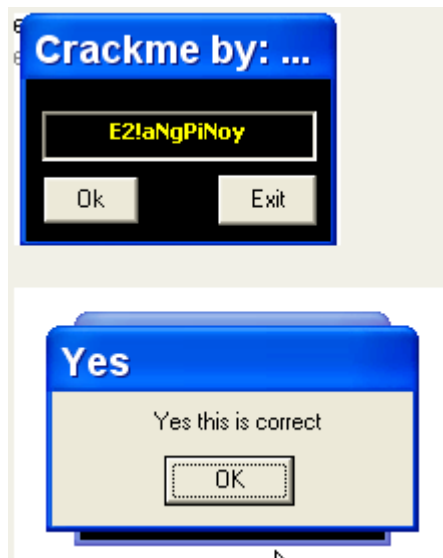 Crackme by: ...
E2!aNgPiNoy
Ok Exit
Yes
Yes this is correct
OK